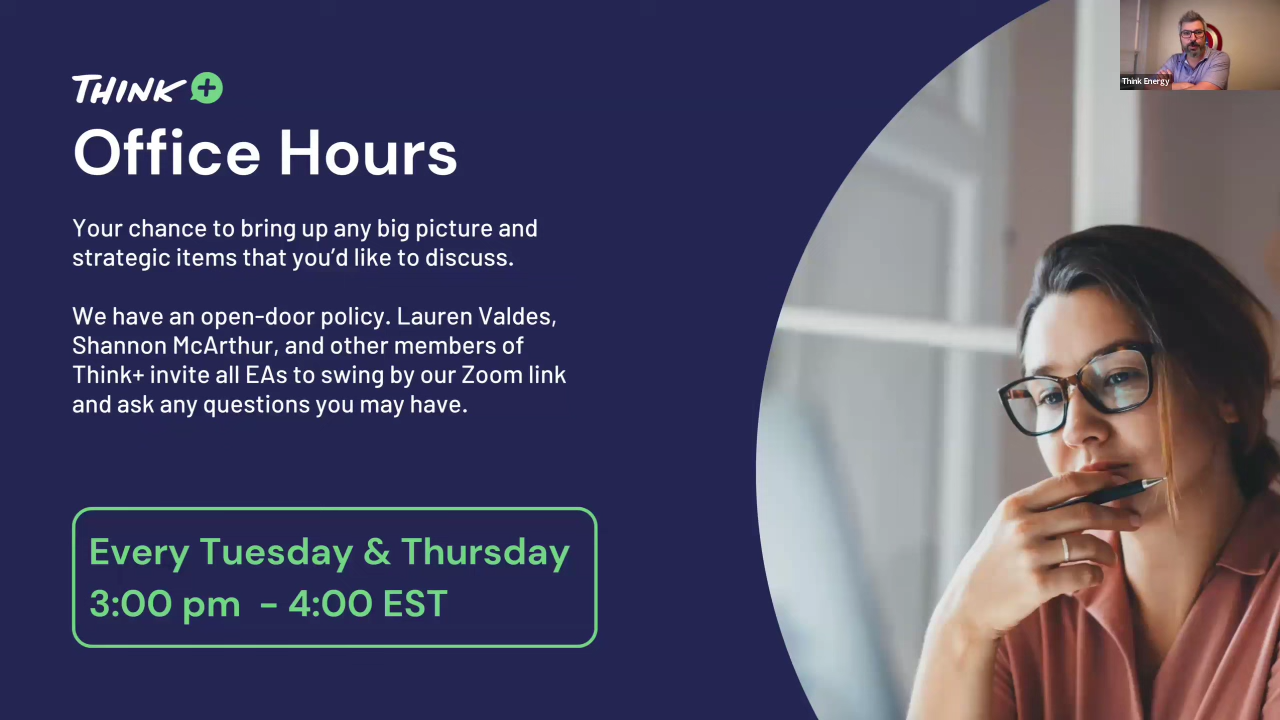 THINK+
Office Hours
Your chance to bring up any big picture and
strategic items that you’d like to discuss.
We have an open-door policy. Lauren Valdes,
Shannon McArthur, and other members of
Think+ invite all EAs to swing by our Zoom link
and ask any questions you may have.
Every Tuesday & Thursday
3:00 pm - 4:00 EST
Think Energy